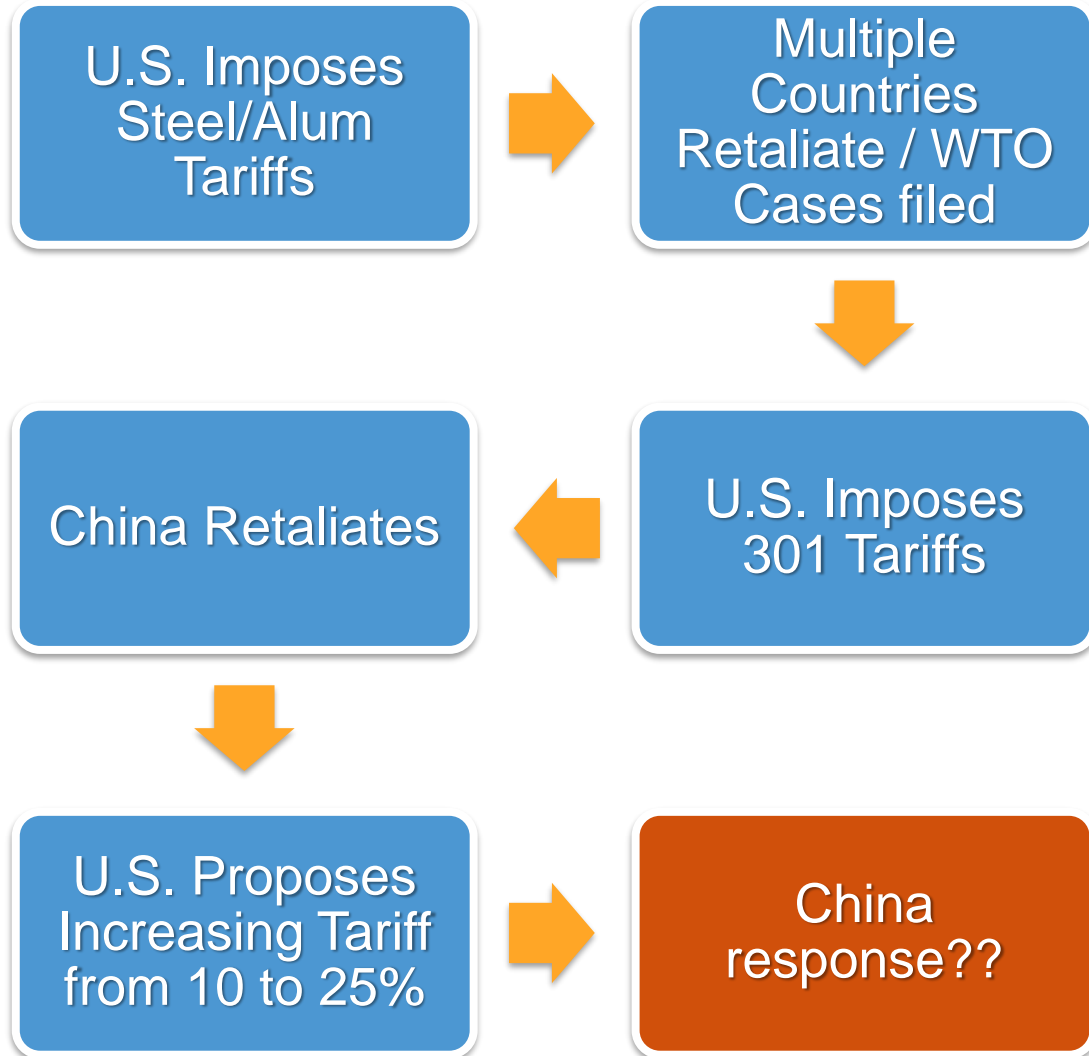 U.S. Imposes
Steel/Alum
Tariffs
Multiple
Countries
Retaliate / WTO
Cases filed
U.S. Imposes
301 Tariffs
China Retaliates
U.S. Proposes
Increasing Tariff
from 10 to 25%
China
response??